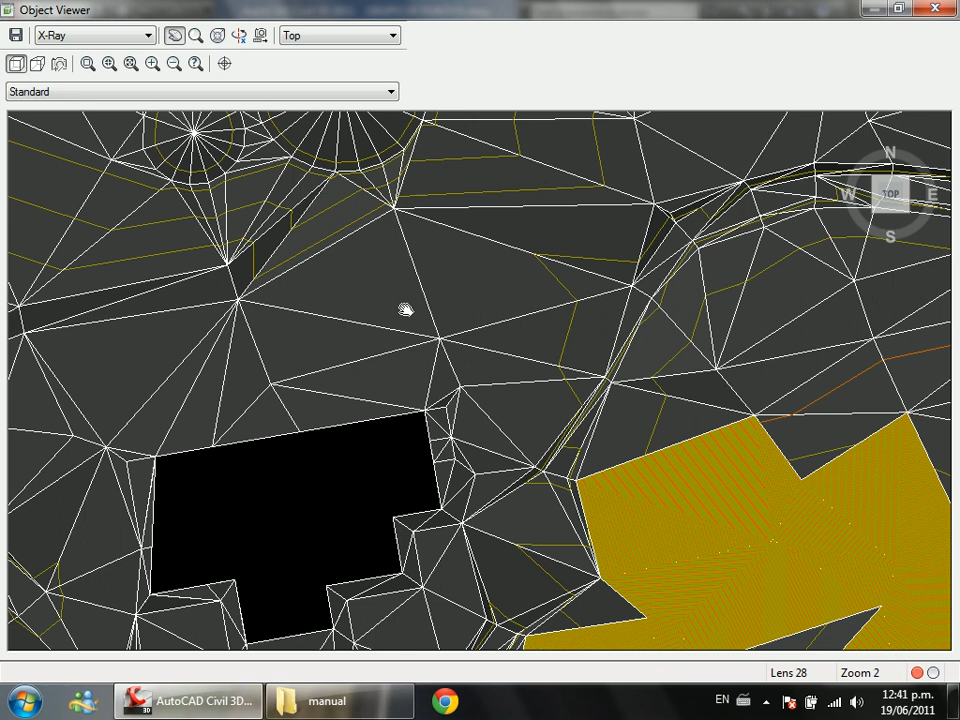 Object Viewer
X-Ray
Top
Standard
N
W TOP E
S
Lens 28
Zoom 2
AutoCAD Civil 3D...
manual
EN
12:41 p.m.
19/06/2011